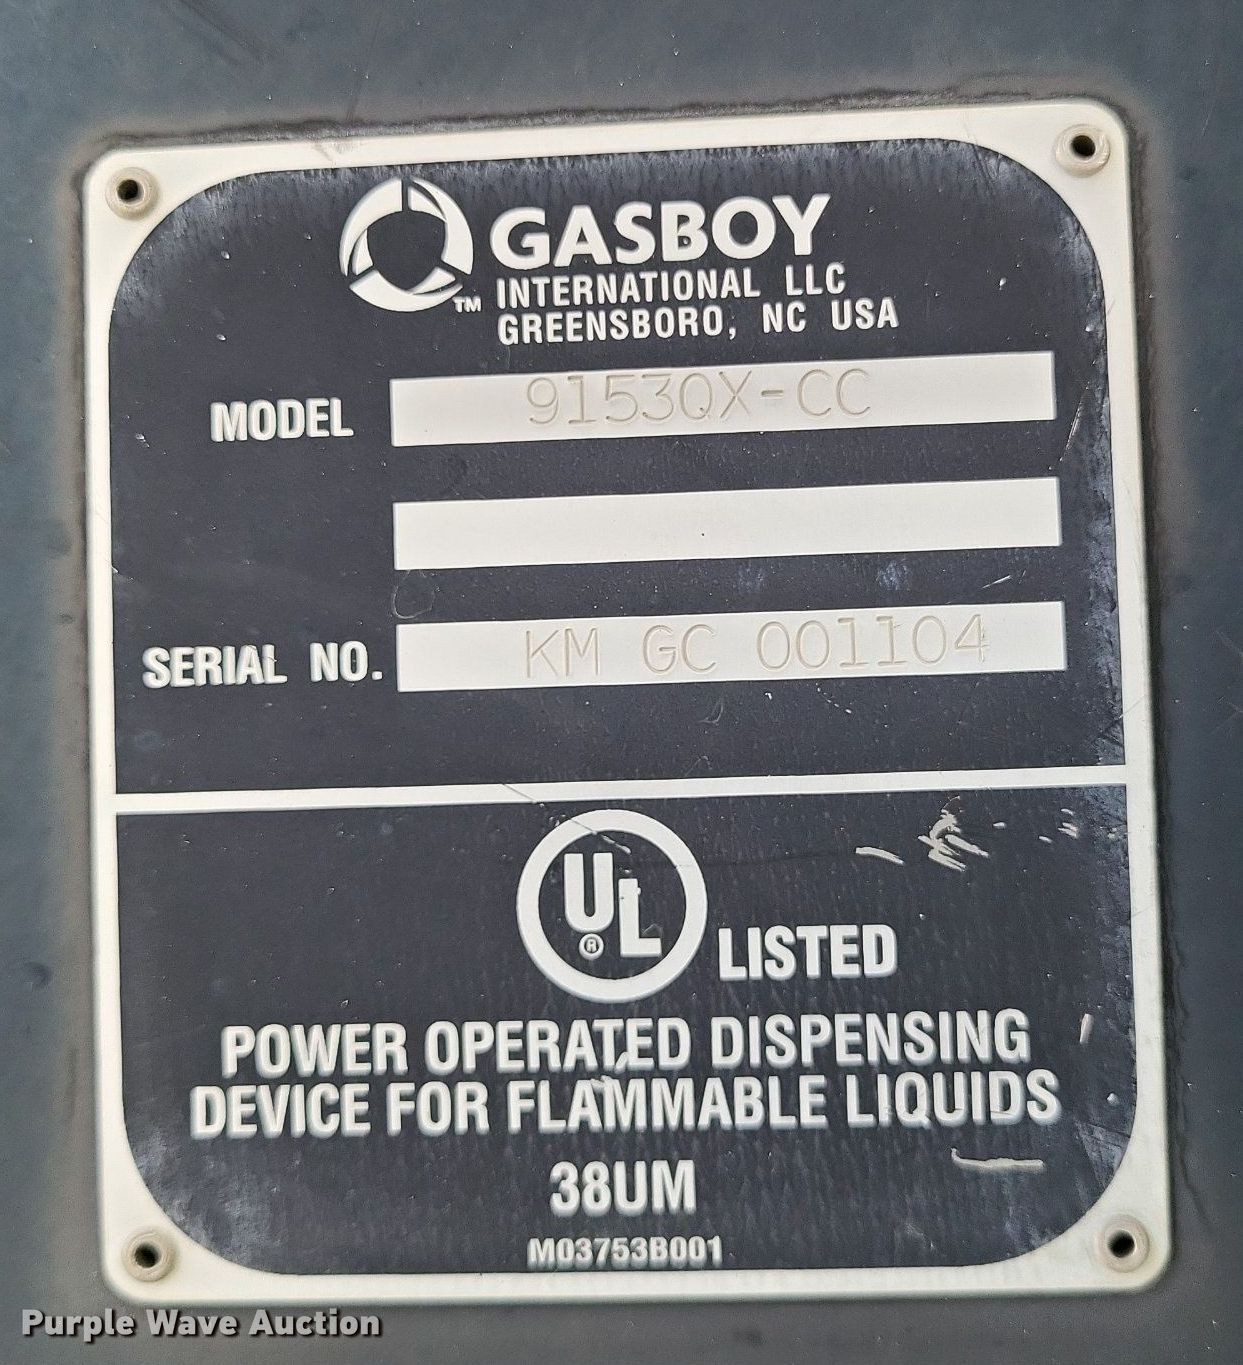 GASBOY
TM
INTERNATIONAL LLC
GREENSBORO, NC USA
MODEL 9153QX-CC
SERIAL NO. KM GC 001104
UL
®
LISTED
POWER OPERATED DISPENSING
DEVICE FOR FLAMMABLE LIQUIDS
38UM
M03753B001
Purple Wave Auction